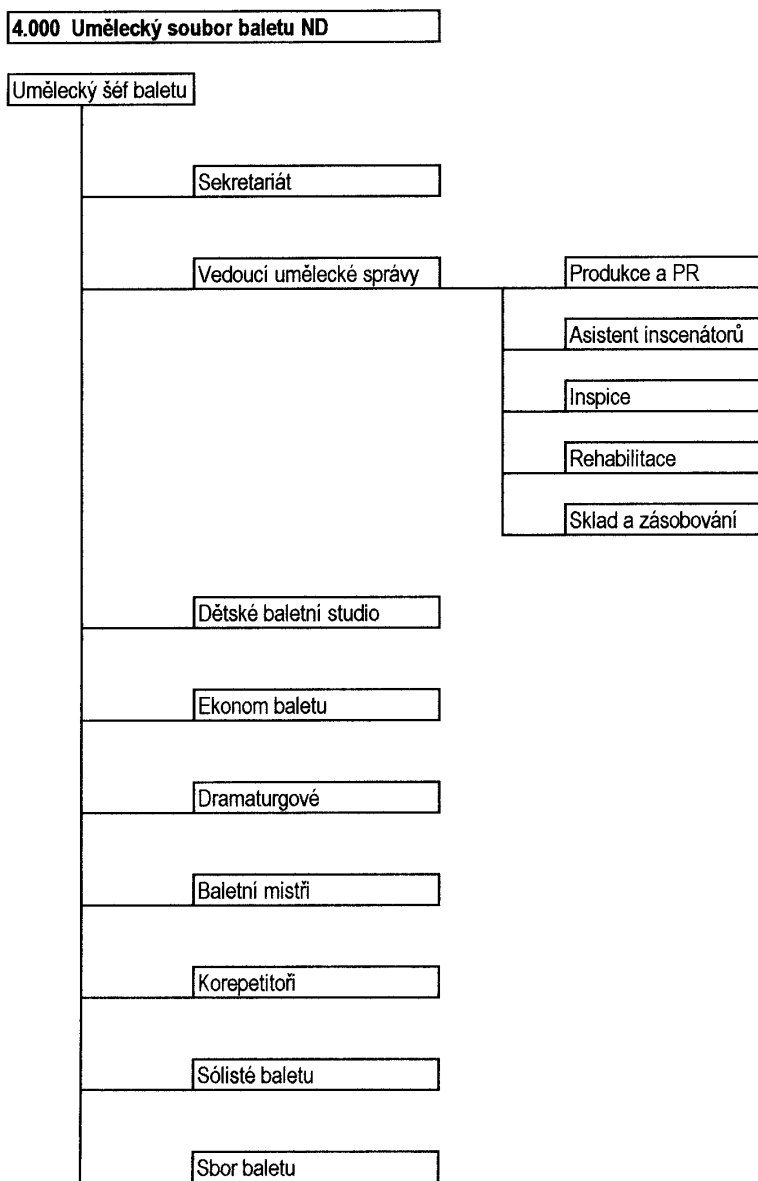 4.000 Umělecký soubor baletu ND
Umělecký šéf baletu
Sekretariát
Vedoucí umělecké správy
Produkce a PR
Asistent inscenátorů
Inspice
Rehabilitace
Sklad a zásobování
Dětské baletní studio
Ekonom baletu
Dramaturgové
Baletní mistři
Korepetitoři
Sólisté baletu
Sbor baletu